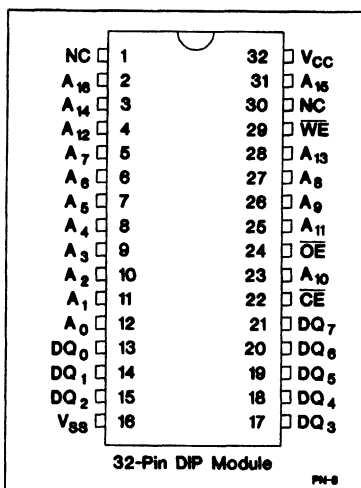 NC 1 32 VCC
A16 2 31 A15
A14 3 30 NC
A12 4 29 W̅E̅
A7 5 28 A13
A6 6 27 A8
A5 7 26 A9
A4 8 25 A11
A3 9 24 O̅E̅
A2 10 23 A10
A1 11 22 C̅E̅
A0 12 21 DQ7
DQ0 13 20 DQ6
DQ1 14 19 DQ5
DQ2 15 18 DQ4
VSS 16 17 DQ3
32-Pin DIP Module
PN-9